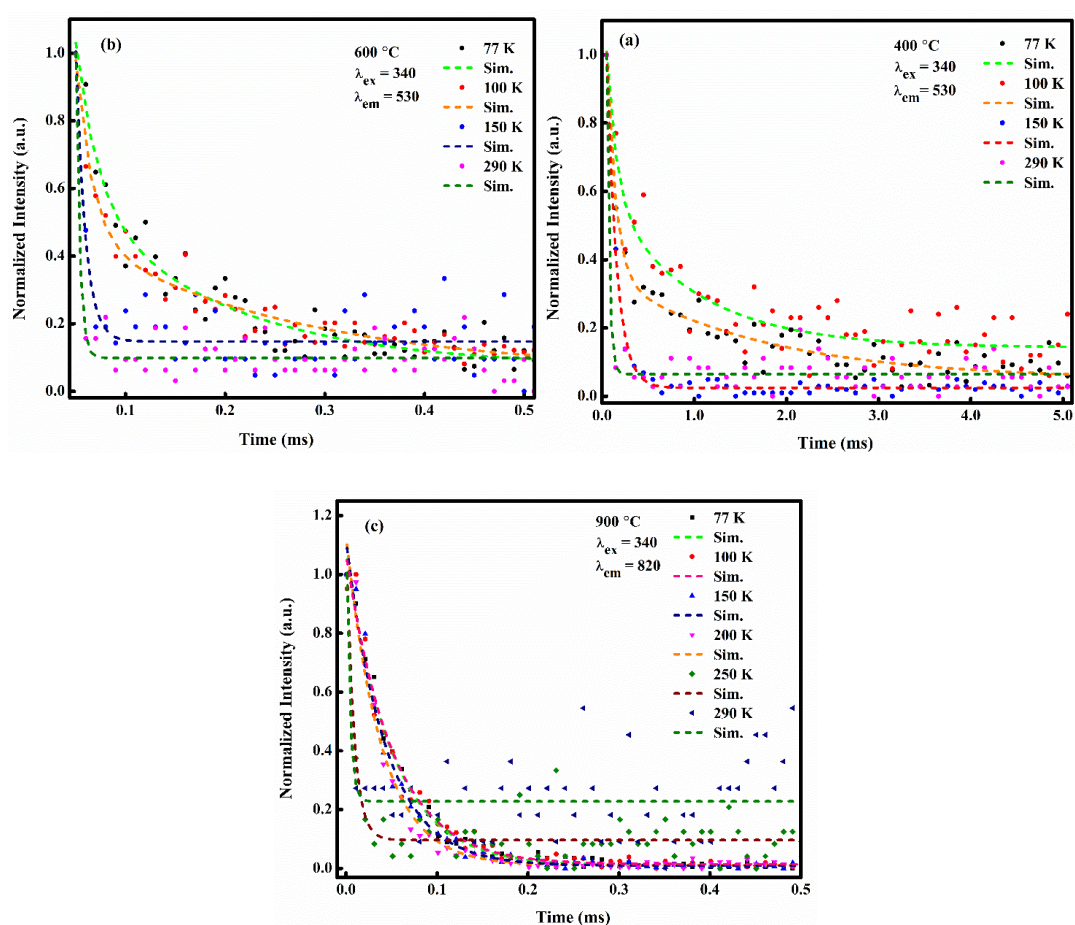 (b)
600 °C
λex = 340
λem = 530
77 K
Sim.
100 K
Sim.
150 K
Sim.
290 K
Sim.
1.0
0.8
0.6
0.4
0.2
0.0
Normalized Intensity (a.u.)
0.1
0.2
0.3
0.4
0.5
Time (ms)
(a)
400 °C
λex = 340
λem = 530
77 K
Sim.
100 K
Sim.
150 K
Sim.
290 K
Sim.
1.0
0.8
0.6
0.4
0.2
0.0
Normalized Intensity (a.u.)
0.0
1.0
2.0
3.0
4.0
5.0
Time (ms)
(c)
900 °C
λex = 340
λem = 820
77 K
Sim.
100 K
Sim.
150 K
Sim.
200 K
Sim.
250 K
Sim.
290 K
Sim.
1.2
1.0
0.8
0.6
0.4
0.2
0.0
Normalized Intensity (a.u.)
0.0
0.1
0.2
0.3
0.4
0.5
Time (ms)